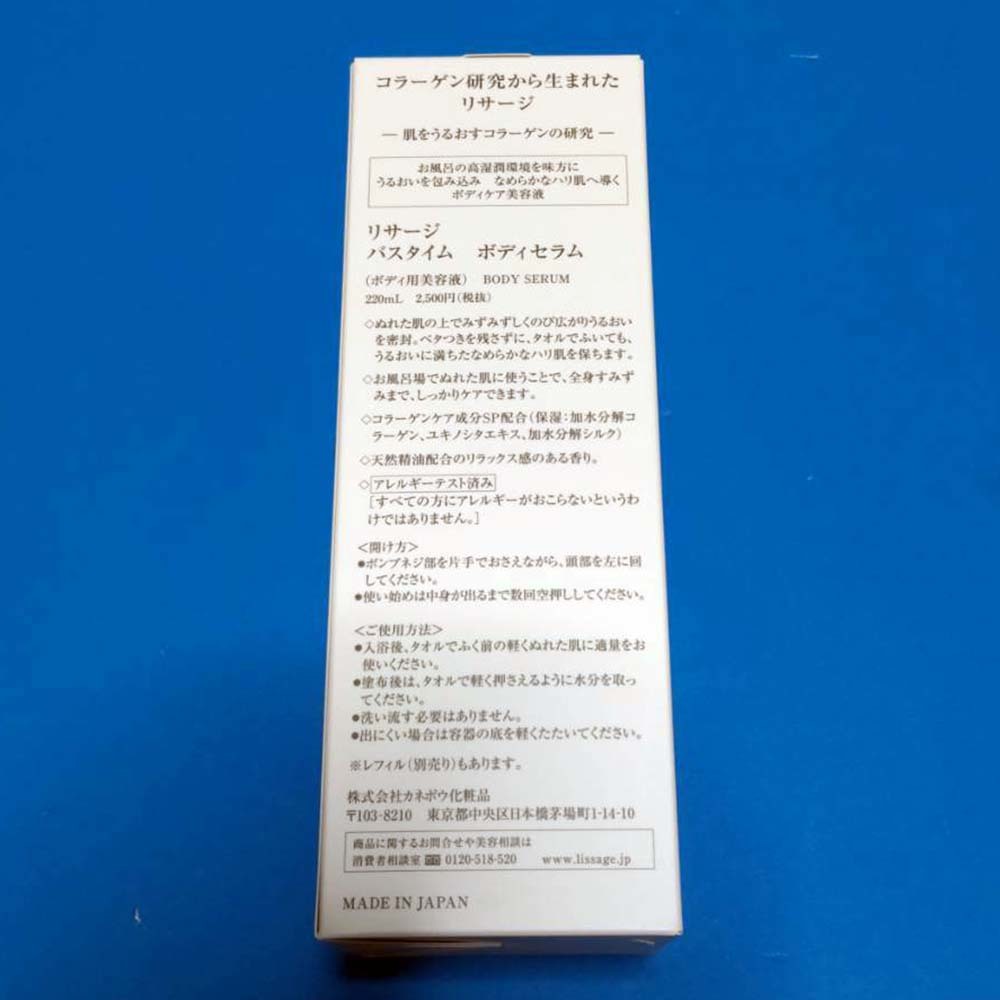 コラーゲン研究から生まれた
リサージ
― 肌をうるおすコラーゲンの研究 ―
お風呂の高湿潤環境を味方に
うるおいを包み込み　なめらかなハリ肌へ導く
ボディケア美容液
リサージ
バスタイム　ボディセラム
（ボディ用美容液）　BODY SERUM
220mL　2,500円（税抜）
◇ぬれた肌の上でみずみずしくのび広がりうるおい
を密封。ベタつきを残さずに、タオルでふいても、
うるおいに満ちたなめらかなハリ肌を保ちます。
◇お風呂場でぬれた肌に使うことで、全身すみず
みまで、しっかりケアできます。
◇コラーゲンケア成分SP配合（保湿：加水分解コ
ラーゲン、ユキノシタエキス、加水分解シルク）
◇天然精油配合のリラックス感のある香り。
◇アレルギーテスト済み
［すべての方にアレルギーがおこらないというわ
けではありません。］
＜開け方＞
●ポンプネジ部を片手でおさえながら、頭部を左に回
してください。
●使い始めは中身が出るまで数回空押ししてください。
＜ご使用方法＞
●入浴後、タオルでふく前の軽くぬれた肌に適量をお
使いください。
●塗布後は、タオルで軽く押さえるように水分を取っ
てください。
●洗い流す必要はありません。
●出にくい場合は容器の底を軽くたたいてください。
※レフィル（別売り）もあります。
株式会社カネボウ化粧品
〒103-8210　東京都中央区日本橋茅場町1-14-10
商品に関するお問合せや美容相談は
消費者相談室 0120-518-520　www.lissage.jp
MADE IN JAPAN